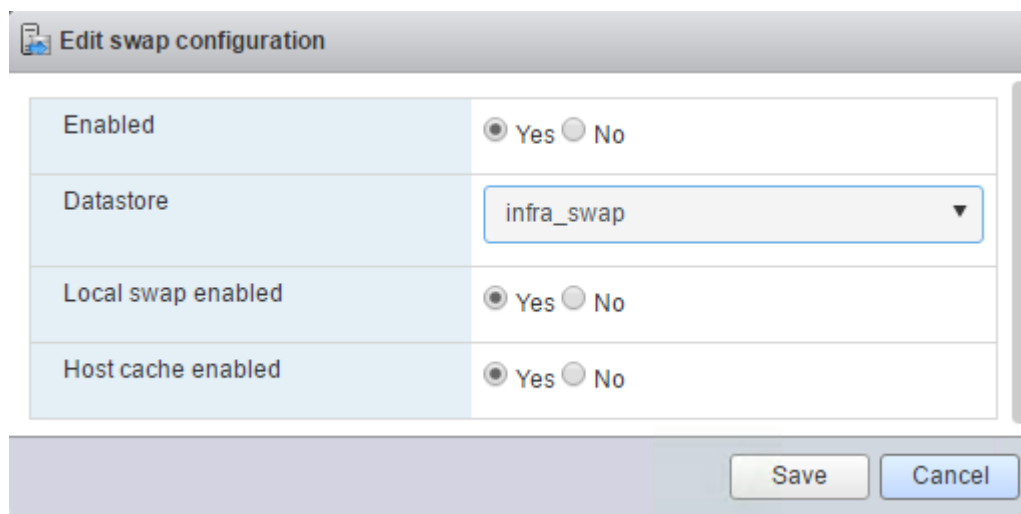 Edit swap configuration
Enabled
Yes No
Datastore
infra_swap
Local swap enabled
Yes No
Host cache enabled
Yes No
Save Cancel